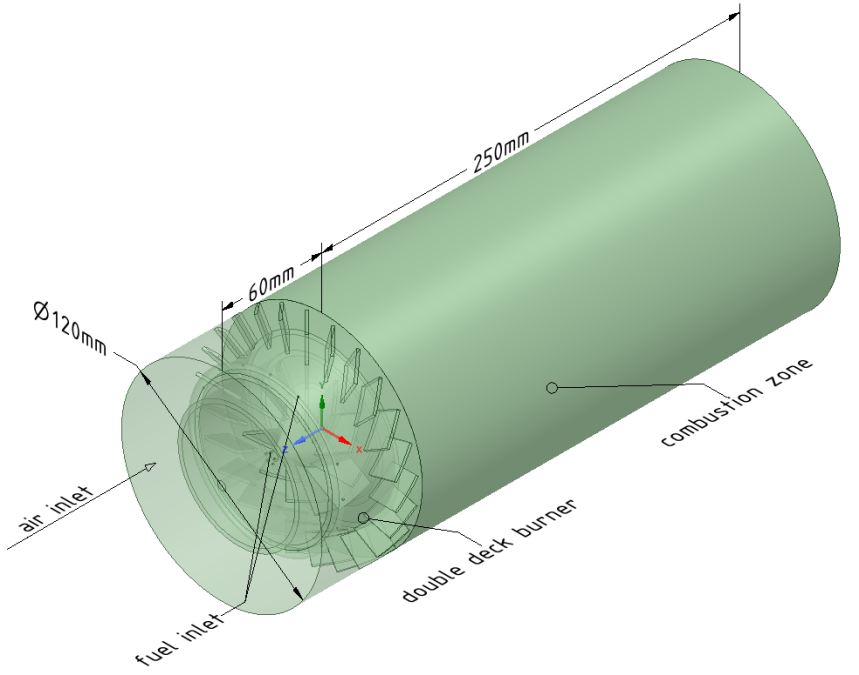 250mm
60mm
Ø120mm
Y
Z
X
combustion zone
air inlet
double deck burner
fuel inlet